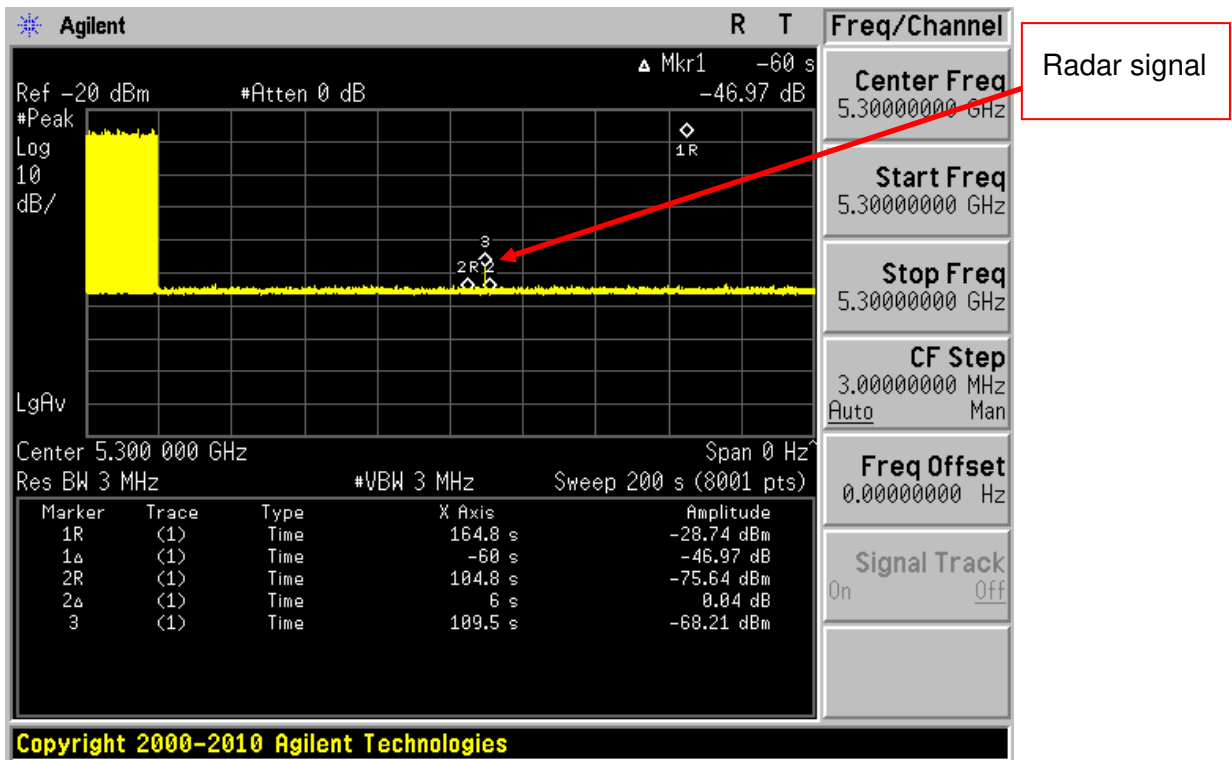 Agilent R T
Δ Mkr1 -60 s
Ref -20 dBm #Atten 0 dB -46.97 dB
#Peak
Log
10
dB/
1R
3
2R 2
LgAv
Center 5.300 000 GHz Span 0 Hz^
Res BW 3 MHz #VBW 3 MHz Sweep 200 s (8001 pts)
Marker Trace Type X Axis Amplitude
1R (1) Time 164.8 s -28.74 dBm
1Δ (1) Time -60 s -46.97 dB
2R (1) Time 104.8 s -75.64 dBm
2Δ (1) Time 6 s 0.04 dB
3 (1) Time 109.5 s -68.21 dBm
Copyright 2000-2010 Agilent Technologies
Freq/Channel
Center Freq
5.30000000 GHz
Start Freq
5.30000000 GHz
Stop Freq
5.30000000 GHz
CF Step
3.00000000 MHz
Auto Man
Freq Offset
0.00000000 Hz
Signal Track
On Off
Radar signal